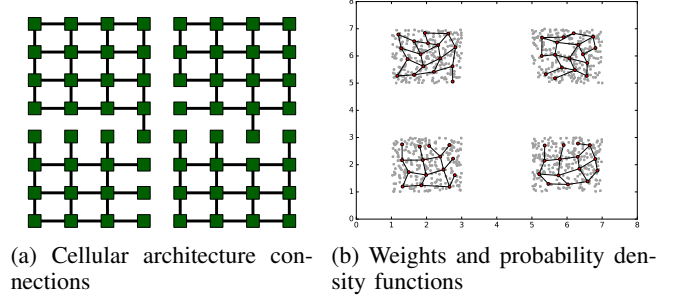 8
7
6
5
4
3
2
1
0
0 1 2 3 4 5 6 7 8
(a) Cellular architecture con-
nections
(b) Weights and probability den-
sity functions